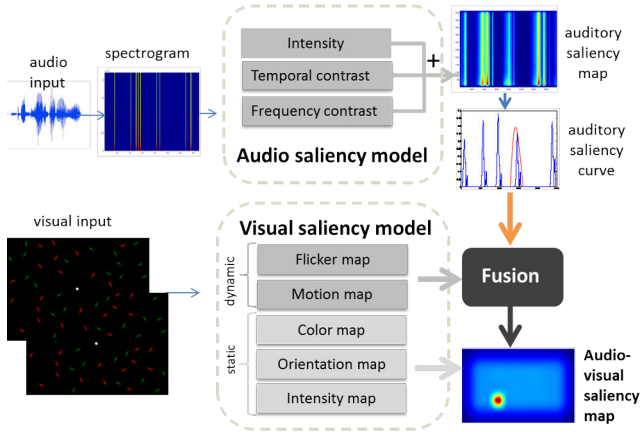 audio
input
spectrogram
Intensity
Temporal contrast
Frequency contrast
+
Audio saliency model
auditory
saliency
map
auditory
saliency
curve
visual input
Visual saliency model
dynamic
Flicker map
Motion map
static
Color map
Orientation map
Intensity map
Fusion
Audio-
visual
saliency
map